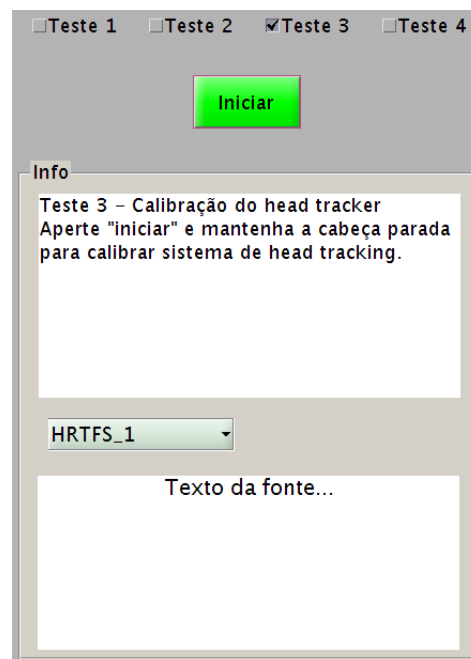 Teste 1 Teste 2 Teste 3 Teste 4
Iniciar
Info
Teste 3 – Calibração do head tracker
Aperte "iniciar" e mantenha a cabeça parada
para calibrar sistema de head tracking.
HRTFS_1
Texto da fonte...